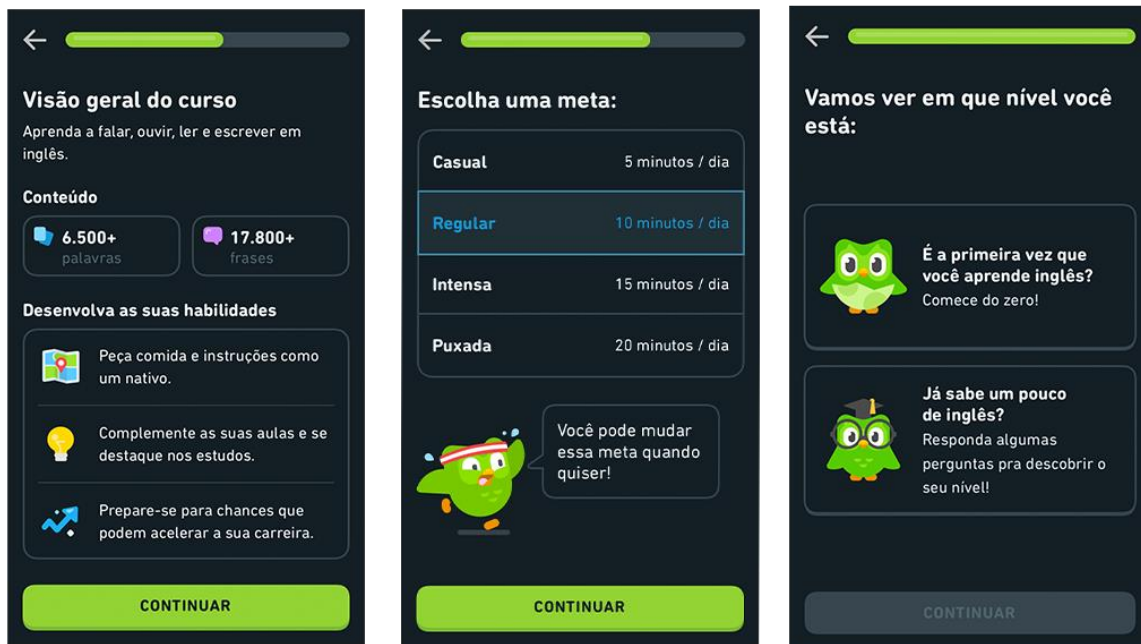 Visão geral do curso
Aprenda a falar, ouvir, ler e escrever em
inglês.
Conteúdo
6.500+
palavras
17.800+
frases
Desenvolva as suas habilidades
Peça comida e instruções como
um nativo.
Complemente as suas aulas e se
destaque nos estudos.
Prepare-se para chances que
podem acelerar a sua carreira.
CONTINUAR
Escolha uma meta:
Casual 5 minutos / dia
Regular 10 minutos / dia
Intensa 15 minutos / dia
Puxada 20 minutos / dia
Você pode mudar
essa meta quando
quiser!
CONTINUAR
Vamos ver em que nível você
está:
É a primeira vez que
você aprende inglês?
Comece do zero!
Já sabe um pouco
de inglês?
Responda algumas
perguntas pra descobrir o
seu nível!
CONTINUAR